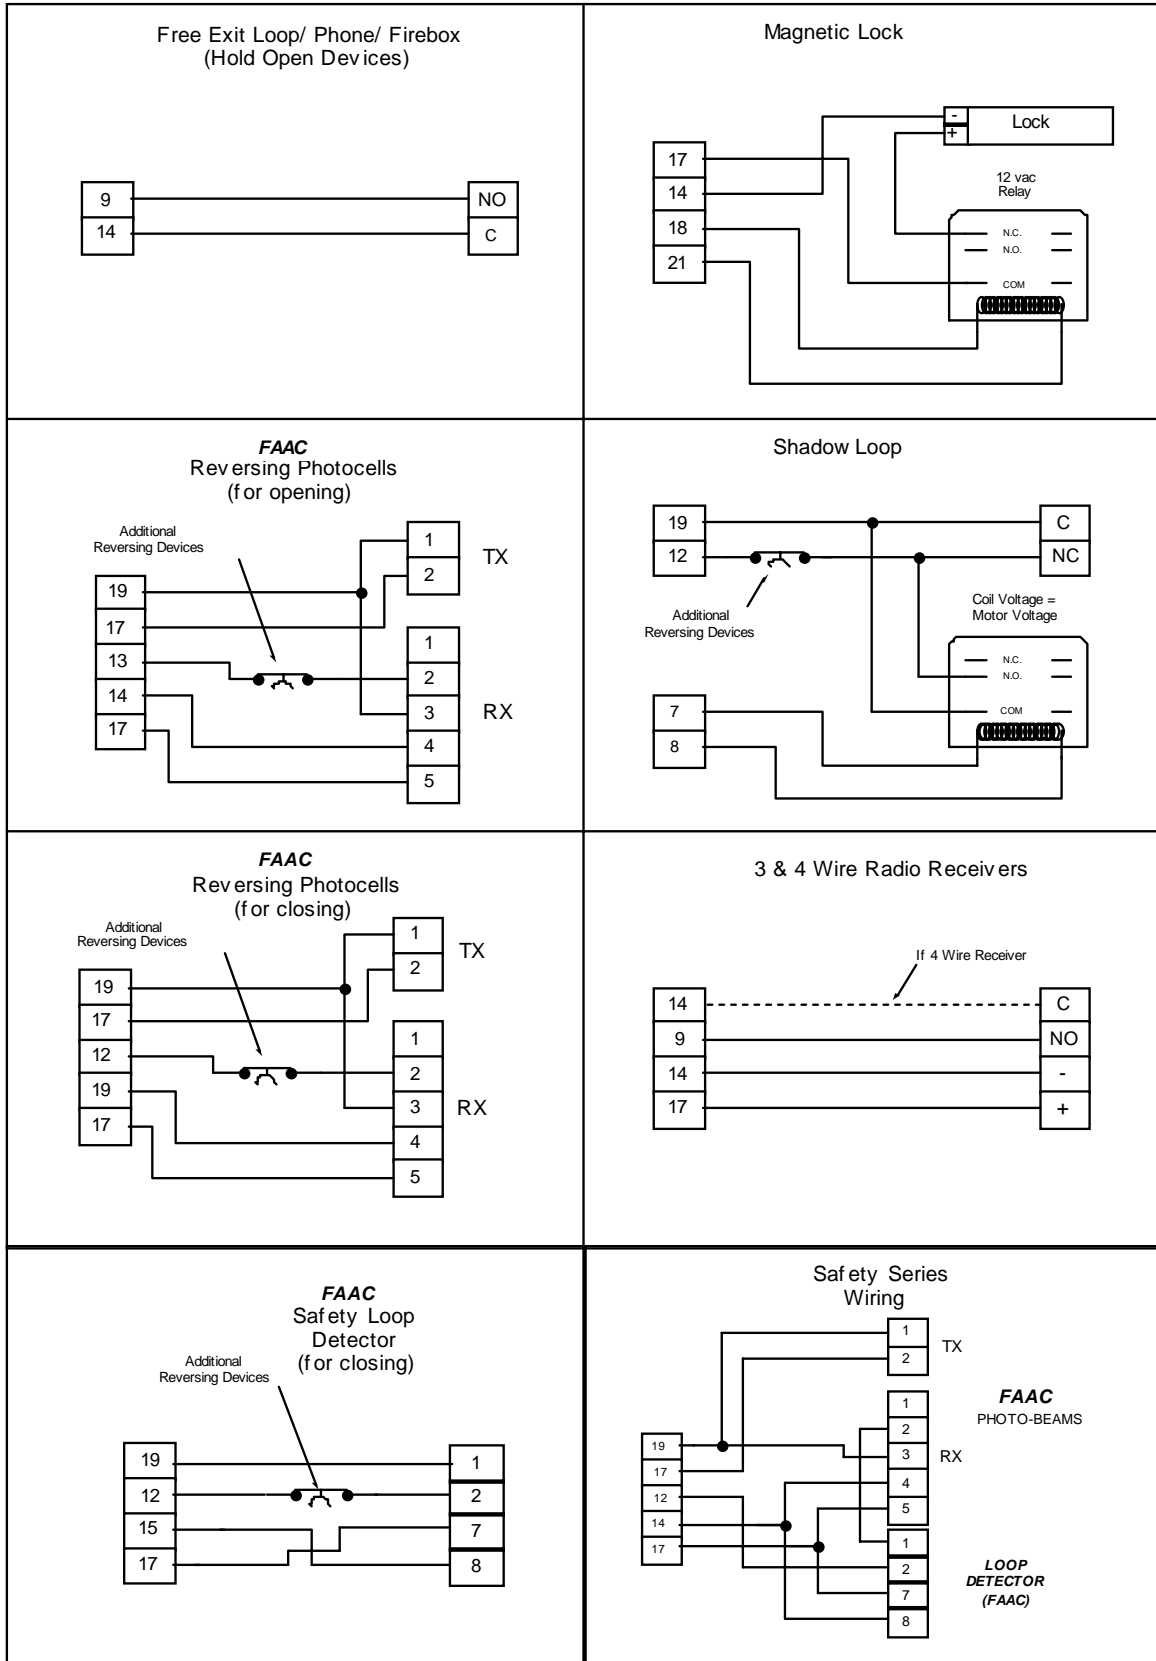 Free Exit Loop/ Phone/ Firebox
(Hold Open Devices)
9
NO
14
C
Magnetic Lock
-
+
Lock
17
14
18
21
12 vac
Relay
N.C.
N.O.
COM
FAAC
Reversing Photocells
(for opening)
Additional
Reversing Devices
1
2
TX
19
17
13
14
17
1
2
3
4
5
RX
Shadow Loop
19
12
C
NC
Additional
Reversing Devices
Coil Voltage =
Motor Voltage
N.C.
N.O.
COM
7
8
FAAC
Reversing Photocells
(for closing)
Additional
Reversing Devices
1
2
TX
19
17
12
19
17
1
2
3
4
5
RX
3 & 4 Wire Radio Receivers
If 4 Wire Receiver
14
C
9
NO
14
-
17
+
FAAC
Safety Loop
Detector
(for closing)
Additional
Reversing Devices
19
1
12
2
15
7
17
8
Safety Series
Wiring
1
2
TX
FAAC
PHOTO-BEAMS
19
17
12
14
17
1
2
3
4
5
RX
1
2
7
8
LOOP
DETECTOR
(FAAC)